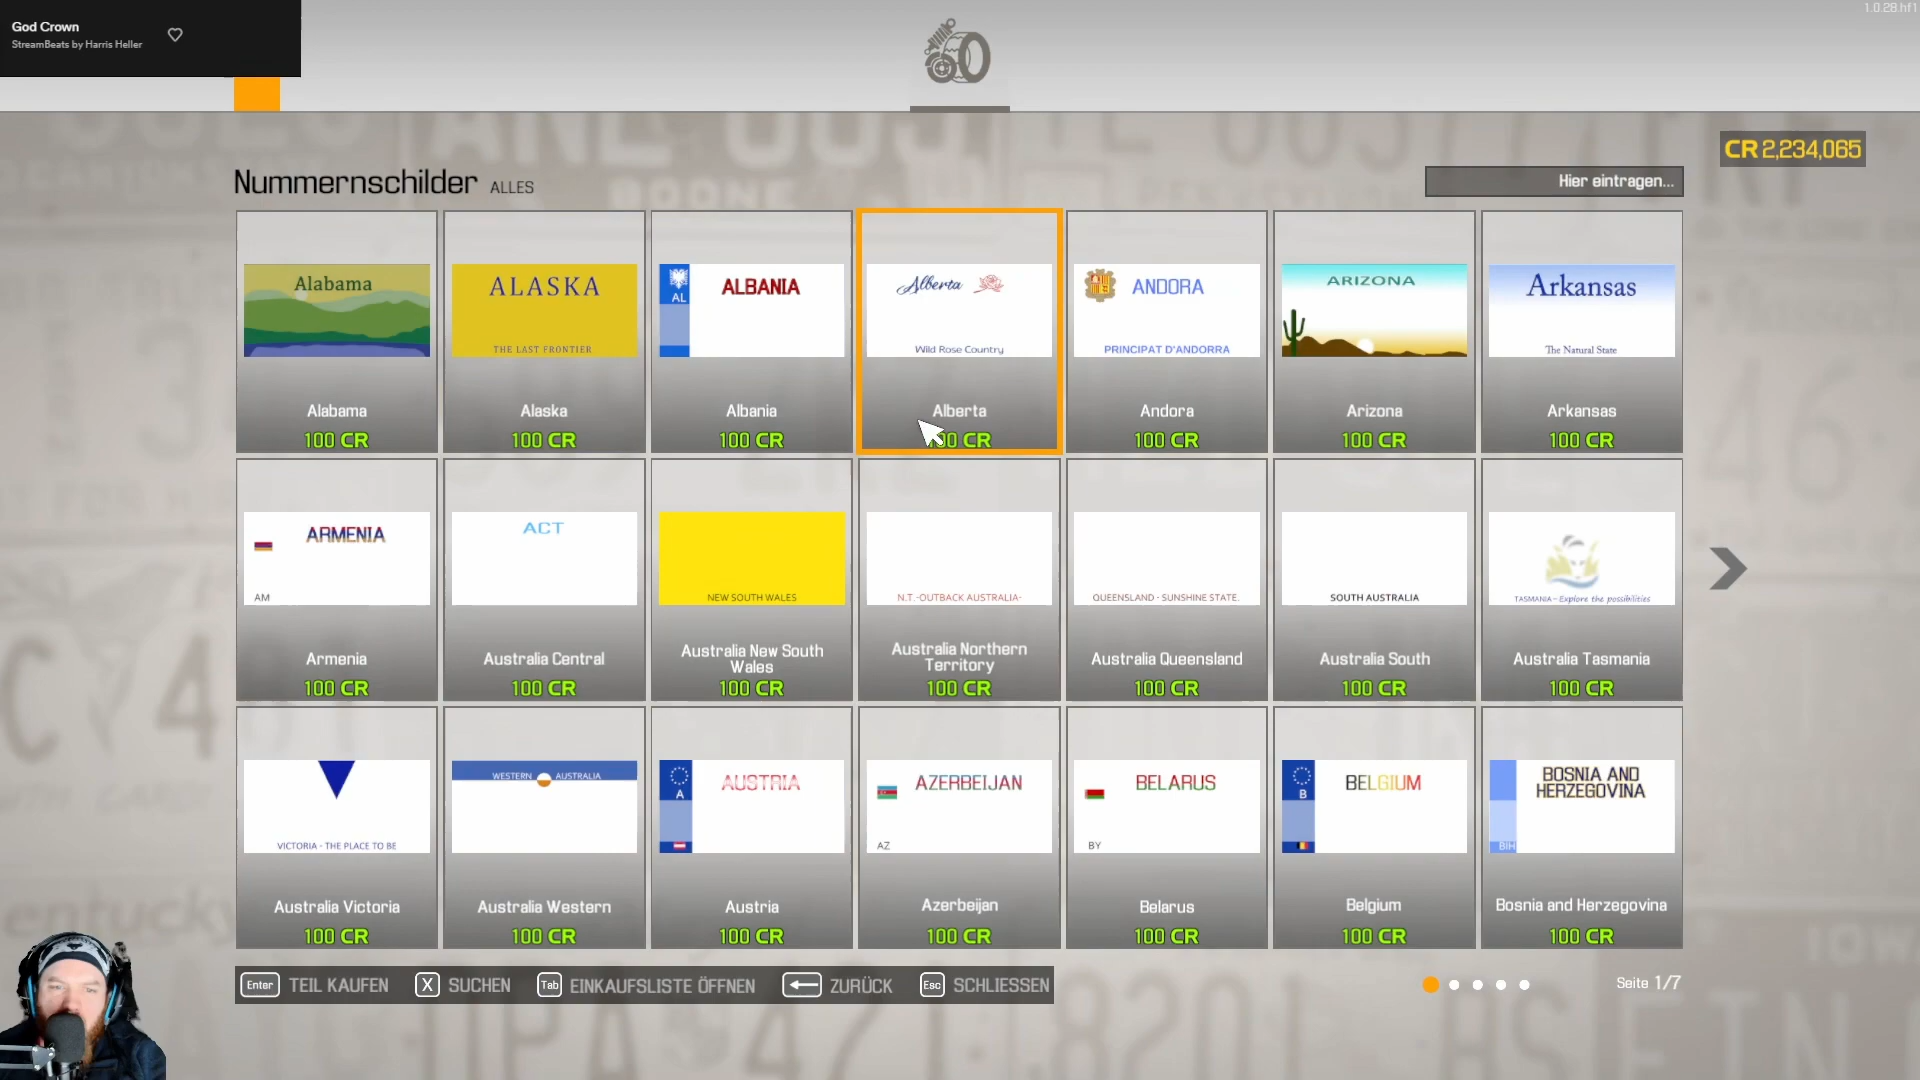 God Crown
StreamBeats by Harris Heller
1.0.28.hf1
CR 2,234,065
Nummernschilder ALLES
Hier eintragen...
Alabama
ALASKA
THE LAST FRONTIER
AL
ALBANIA
Alberta
Wild Rose Country
ANDORA
PRINCIPAT D'ANDORRA
ARIZONA
Arkansas
The Natural State
Alabama
Alaska
Albania
Alberta
Andora
Arizona
Arkansas
100 CR
100 CR
100 CR
00 CR
100 CR
100 CR
100 CR
ARMENIA
AM
ACT
NEW SOUTH WALES
N.T.-OUTBACK AUSTRALIA-
QUEENSLAND - SUNSHINE STATE.
SOUTH AUSTRALIA
TASMANIA-Explore the possibilities
Armenia
Australia Central
Australia New South
Wales
Australia Northern
Territory
Australia Queensland
Australia South
Australia Tasmania
100 CR
100 CR
100 CR
100 CR
100 CR
100 CR
100 CR
VICTORIA - THE PLACE TO BE
WESTERN AUSTRALIA
A
AUSTRIA
AZERBEIJAN
AZ
BELARUS
BY
B
BELGIUM
BOSNIA AND
HERZEGOVINA
BIH
Australia Victoria
Australia Western
Austria
Azerbeijan
Belarus
Belgium
Bosnia and Herzegovina
100 CR
100 CR
100 CR
100 CR
100 CR
100 CR
100 CR
Enter TEIL KAUFEN X SUCHEN Tab EINKAUFSLISTE ÖFFNEN ZURÜCK Esc SCHLIESSEN
Seite 1/7